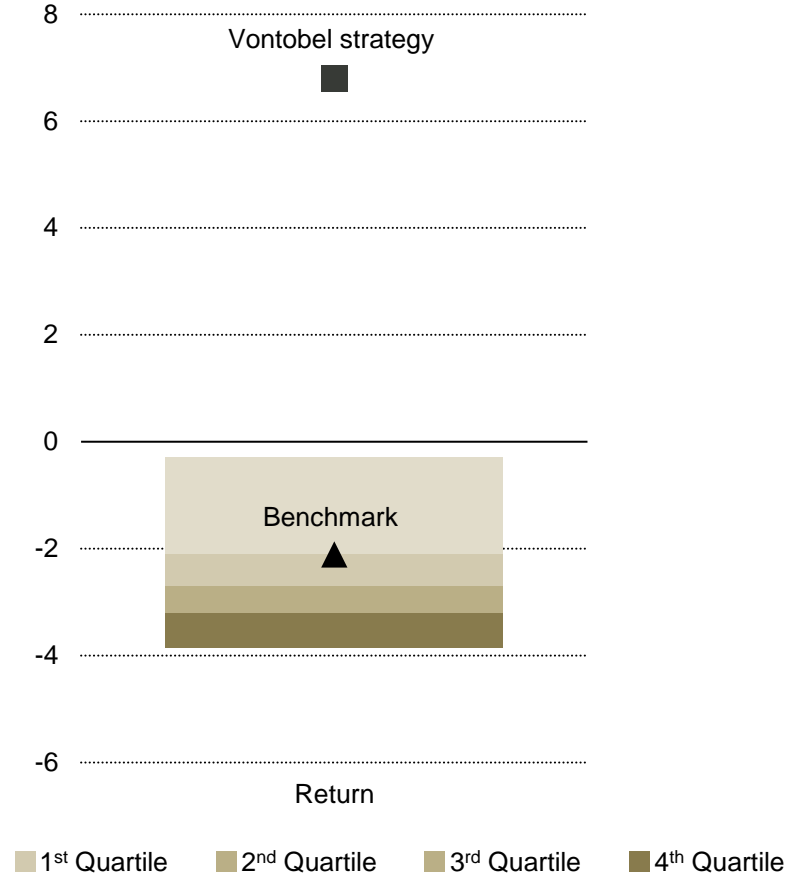 8
Vontobel strategy
6
4
2
0
Benchmark
-2
-4
-6
Return
1st Quartile 2nd Quartile 3rd Quartile 4th Quartile